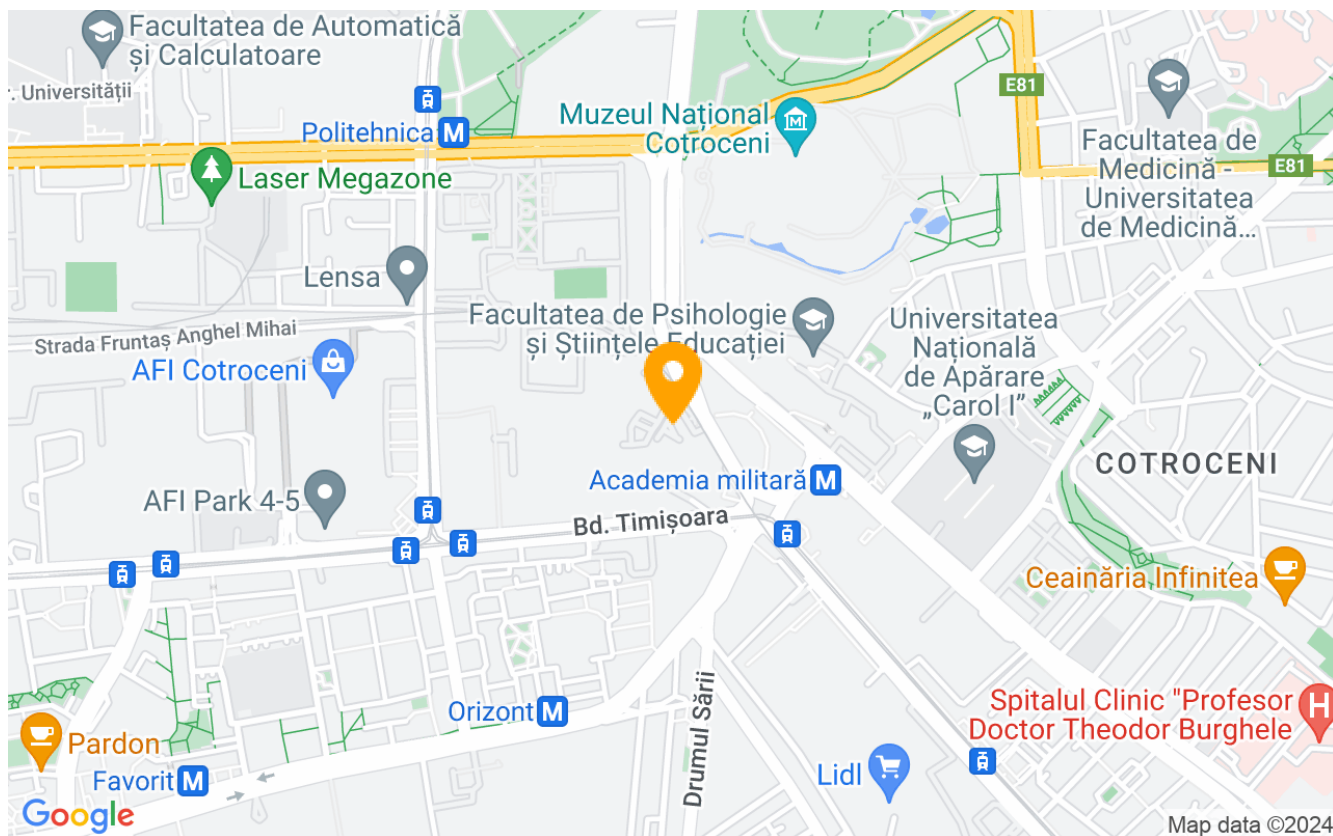 Facultatea de Automatică
și Calculatoare
r. Universității
Politehnica M
Laser Megazone
Muzeul Național
Cotroceni
M
E81
Facultatea de
Medicină -
Universitatea
de Medicină...
E81
Lensa
Strada Fruntaș Anghel Mihai
AFI Cotroceni
Facultatea de Psihologie
și Științele Educației
Universitatea
Națională
de Apărare
„Carol I”
COTROCENI
Academia militară M
AFI Park 4-5
Bd. Timișoara
Ceainăria Infinitea
Orizont M
Drumul Sării
Spitalul Clinic "Profesor
Doctor Theodor Burghele
H
Pardon
Favorit M
Lidl
Google
Map data ©2024